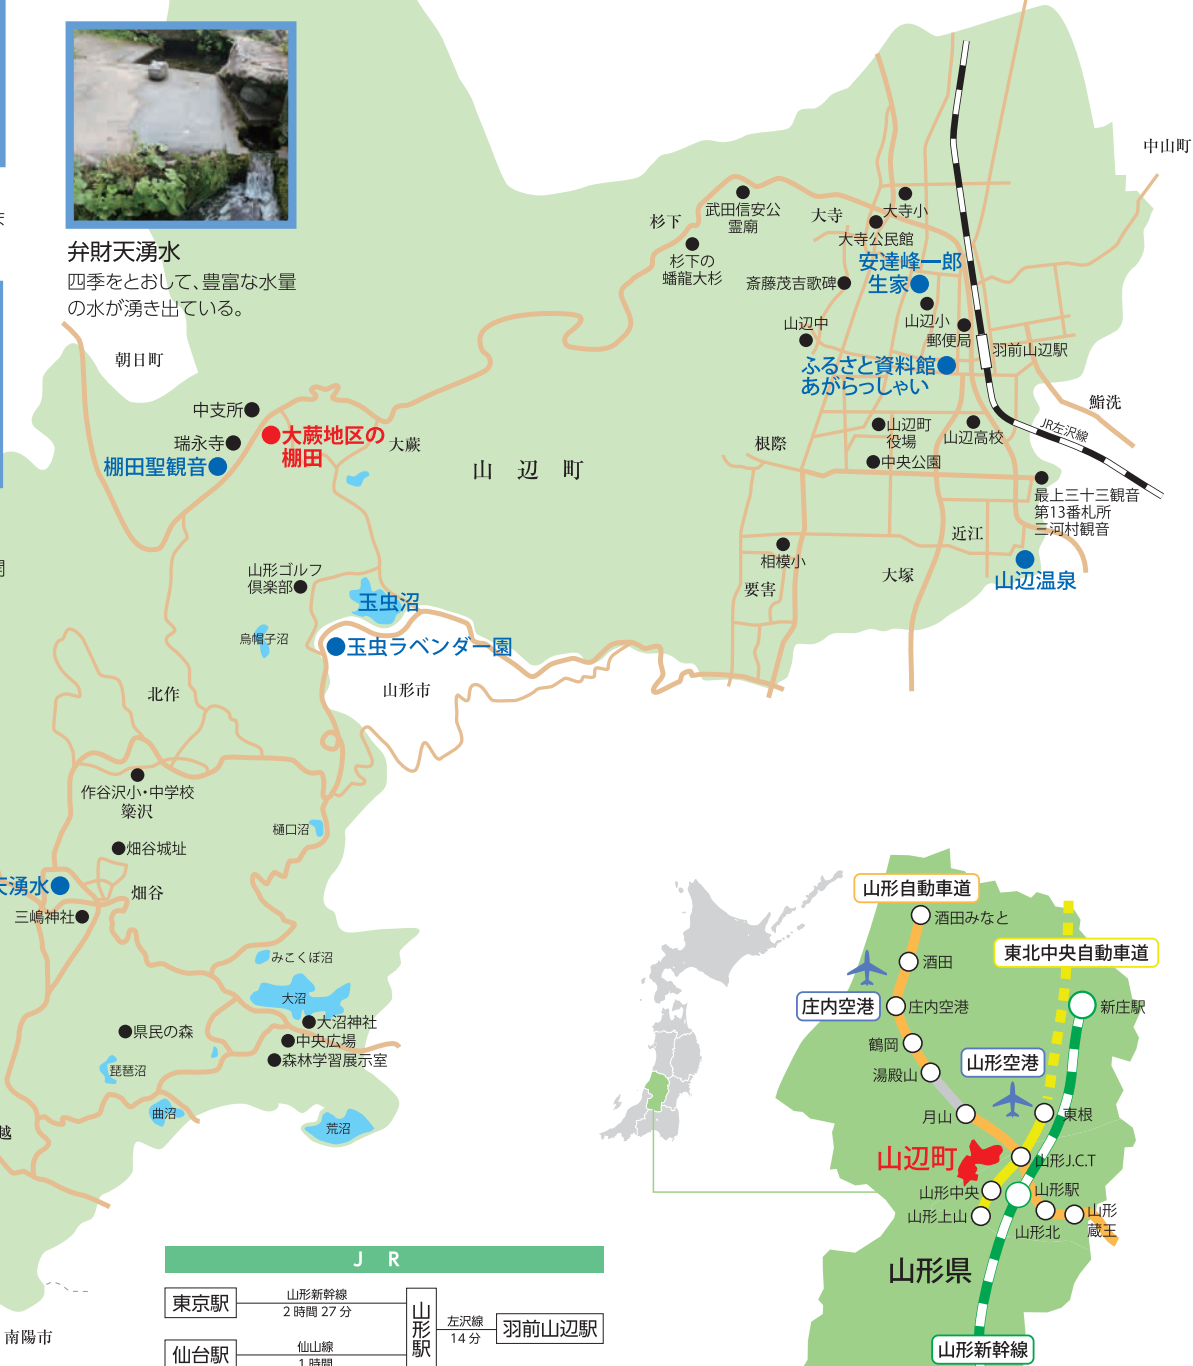 弁財天湧水
四季をとおして、豊富な水量
の水が湧き出ている。
中山町
杉下
武田信安公
霊廟
大寺
大寺小
大寺公民館
杉下の
蟠龍大杉
安達峰一郎
生家
斎藤茂吉歌碑
山辺小
山辺中
郵便局
羽前山辺駅
朝日町
ふるさと資料館
あがらっしゃい
鮨洗
中支所
瑞永寺
大蕨地区の
棚田
大蕨
棚田聖観音
山辺町
山辺町
役場
山辺高校
JR左沢線
根際
中央公園
最上三十三観音
第13番札所
三河村観音
近江
相模小
要害
大塚
山辺温泉
山形ゴルフ
倶楽部
玉虫沼
烏帽子沼
玉虫ラベンダー園
山形市
北作
作谷沢小・中学校
簗沢
樋口沼
畑谷城址
天湧水
畑谷
三嶋神社
みこくぼ沼
大沼
大沼神社
県民の森
中央広場
森林学習展示室
琵琶沼
曲沼
荒沼
越
南陽市
山形自動車道
酒田みなと
東北中央自動車道
酒田
庄内空港
庄内空港
新庄駅
鶴岡
山形空港
湯殿山
月山
東根
山辺町
山形J.C.T
山形中央
山形駅
山形上山
山形北
山形
蔵王
山形県
山形新幹線
JR
東京駅
山形新幹線
2時間27分
山形駅
左沢線
14分
羽前山辺駅
仙台駅
仙山線
1時間